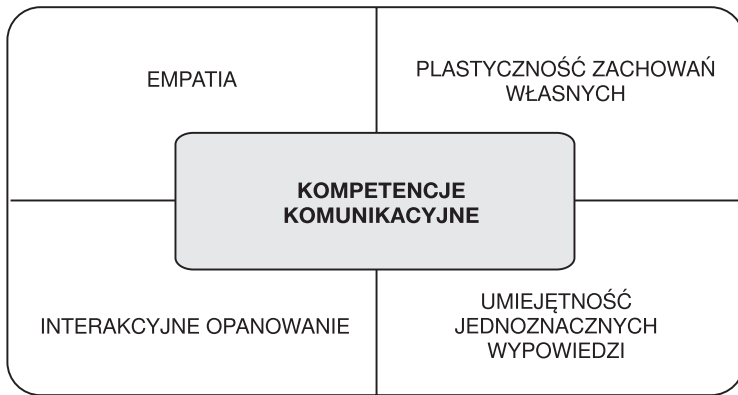 EMPATIA
PLASTYCZNOŚĆ ZACHOWAŃ
WŁASNYCH
KOMPETENCJE
KOMUNIKACYJNE
INTERAKCYJNE OPANOWANIE
UMIEJĘTNOŚĆ
JEDNOZNACZNYCH
WYPOWIEDZI